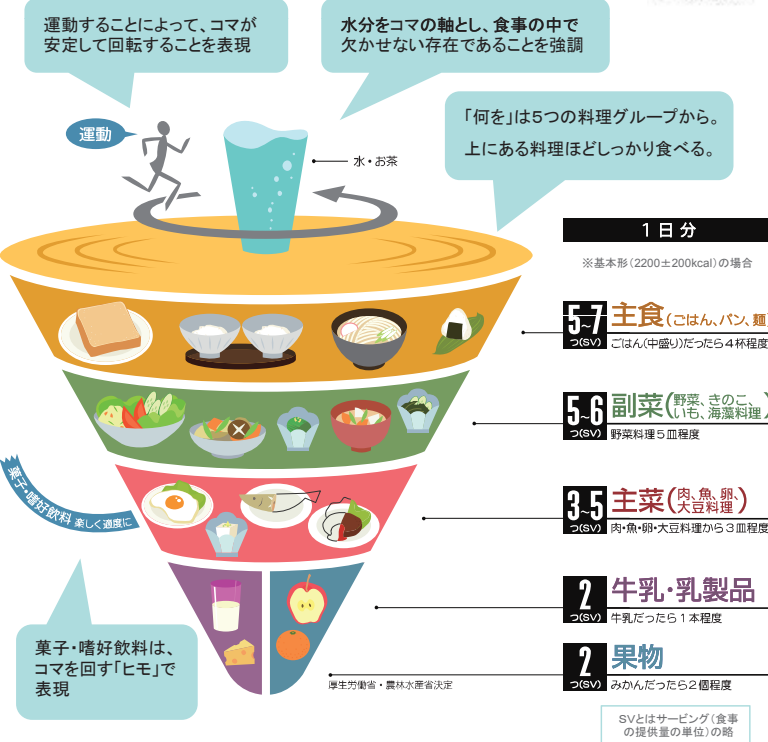 運動することによって、コマが
安定して回転することを表現
水分をコマの軸とし、食事の中で
欠かせない存在であることを強調
「何を」は5つの料理グループから。
上にある料理ほどしっかり食べる。
運動
水・お茶
1日分
※基本形(2200±200kcal)の場合
5~7 つ(SV)
主食(ごはん、パン、麺
ごはん(中盛り)だったら4杯程度
5~6 つ(SV)
副菜(野菜、きのこ、
いも、海藻料理)
野菜料理5皿程度
菓子・嗜好飲料 楽しく適度に
3~5 つ(SV)
主菜(肉、魚、卵、
大豆料理)
肉・魚・卵・大豆料理から3皿程度
2 つ(SV)
牛乳・乳製品
牛乳だったら1本程度
2 つ(SV)
果物
みかんだったら2個程度
菓子・嗜好飲料は、
コマを回す「ヒモ」で
表現
厚生労働省・農林水産省決定
SVとはサービング(食事
の提供量の単位)の略